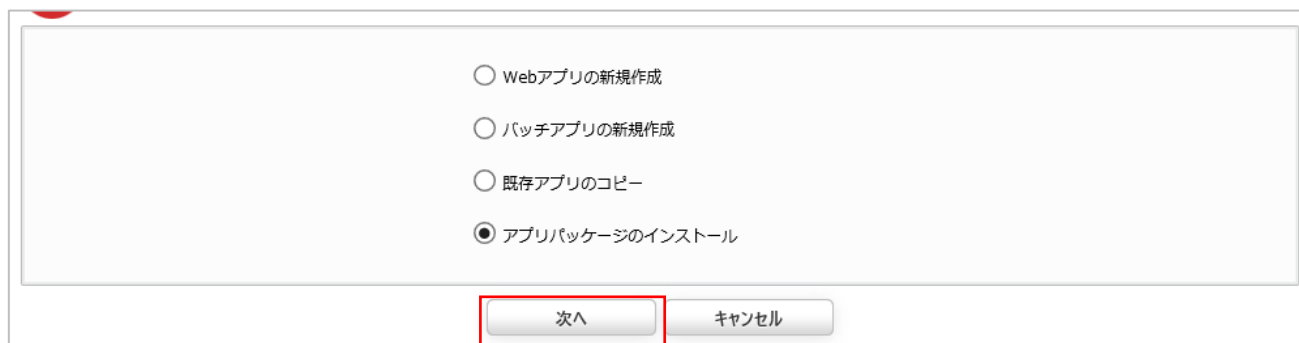 Webアプリの新規作成
バッチアプリの新規作成
既存アプリのコピー
アプリパッケージのインストール
次へ キャンセル